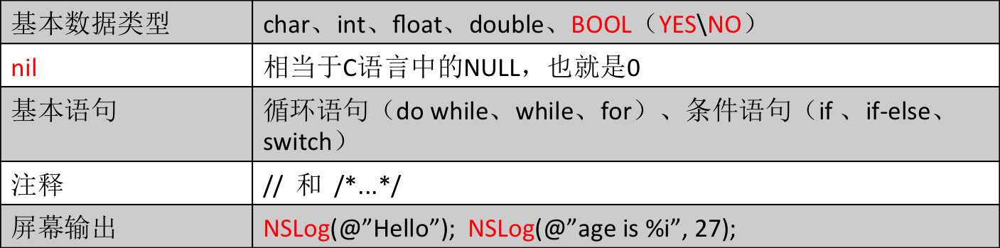 基本数据类型 char、int、float、double、BOOL（YES\NO）
nil 相当于C语言中的NULL，也就是0
基本语句 循环语句（do while、while、for）、条件语句（if 、if-else、
switch）
注释 // 和 /*...*/
屏幕输出 NSLog(@”Hello”); NSLog(@”age is %i”, 27);